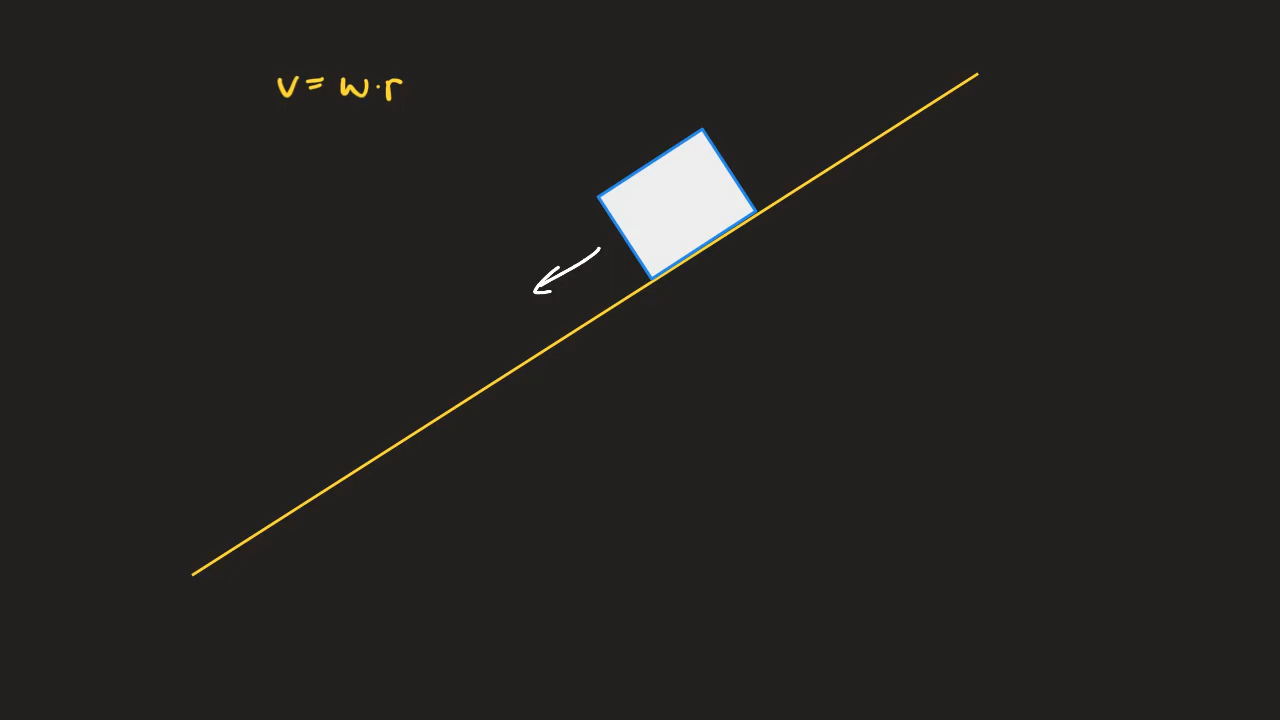 v = w · r